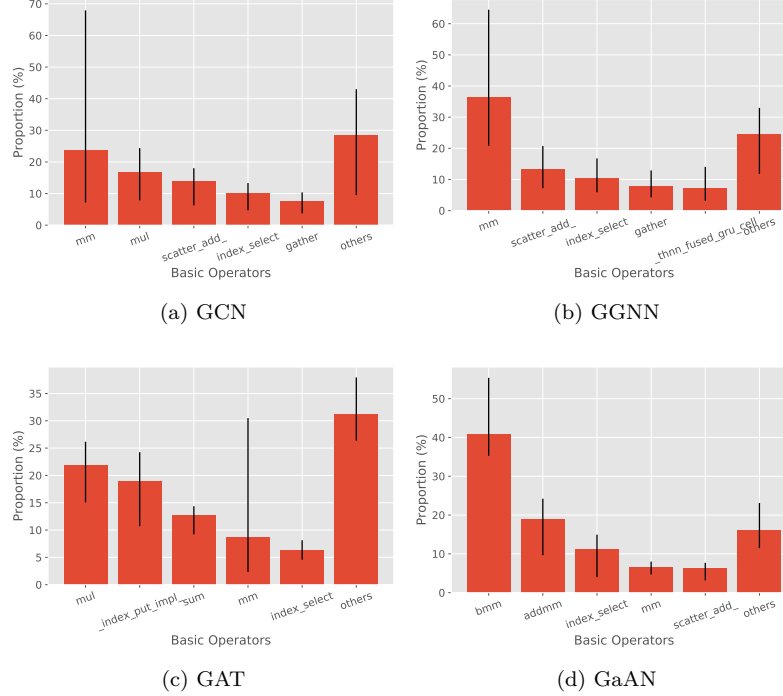 70
60
50
40
30
20
10
0
Proportion (%)
mm
mul
scatter_add_
index_select
gather
others
Basic Operators
(a) GCN
60
50
40
30
20
10
0
Proportion (%)
mm
scatter_add_
index_select
gather
_thnn_fused_gru_cell
others
Basic Operators
(b) GGNN
35
30
25
20
15
10
5
0
Proportion (%)
mul
_index_put_impl_
sum
mm
index_select
others
Basic Operators
(c) GAT
50
40
30
20
10
0
Proportion (%)
bmm
addmm
index_select
mm
scatter_add_
others
Basic Operators
(d) GaAN